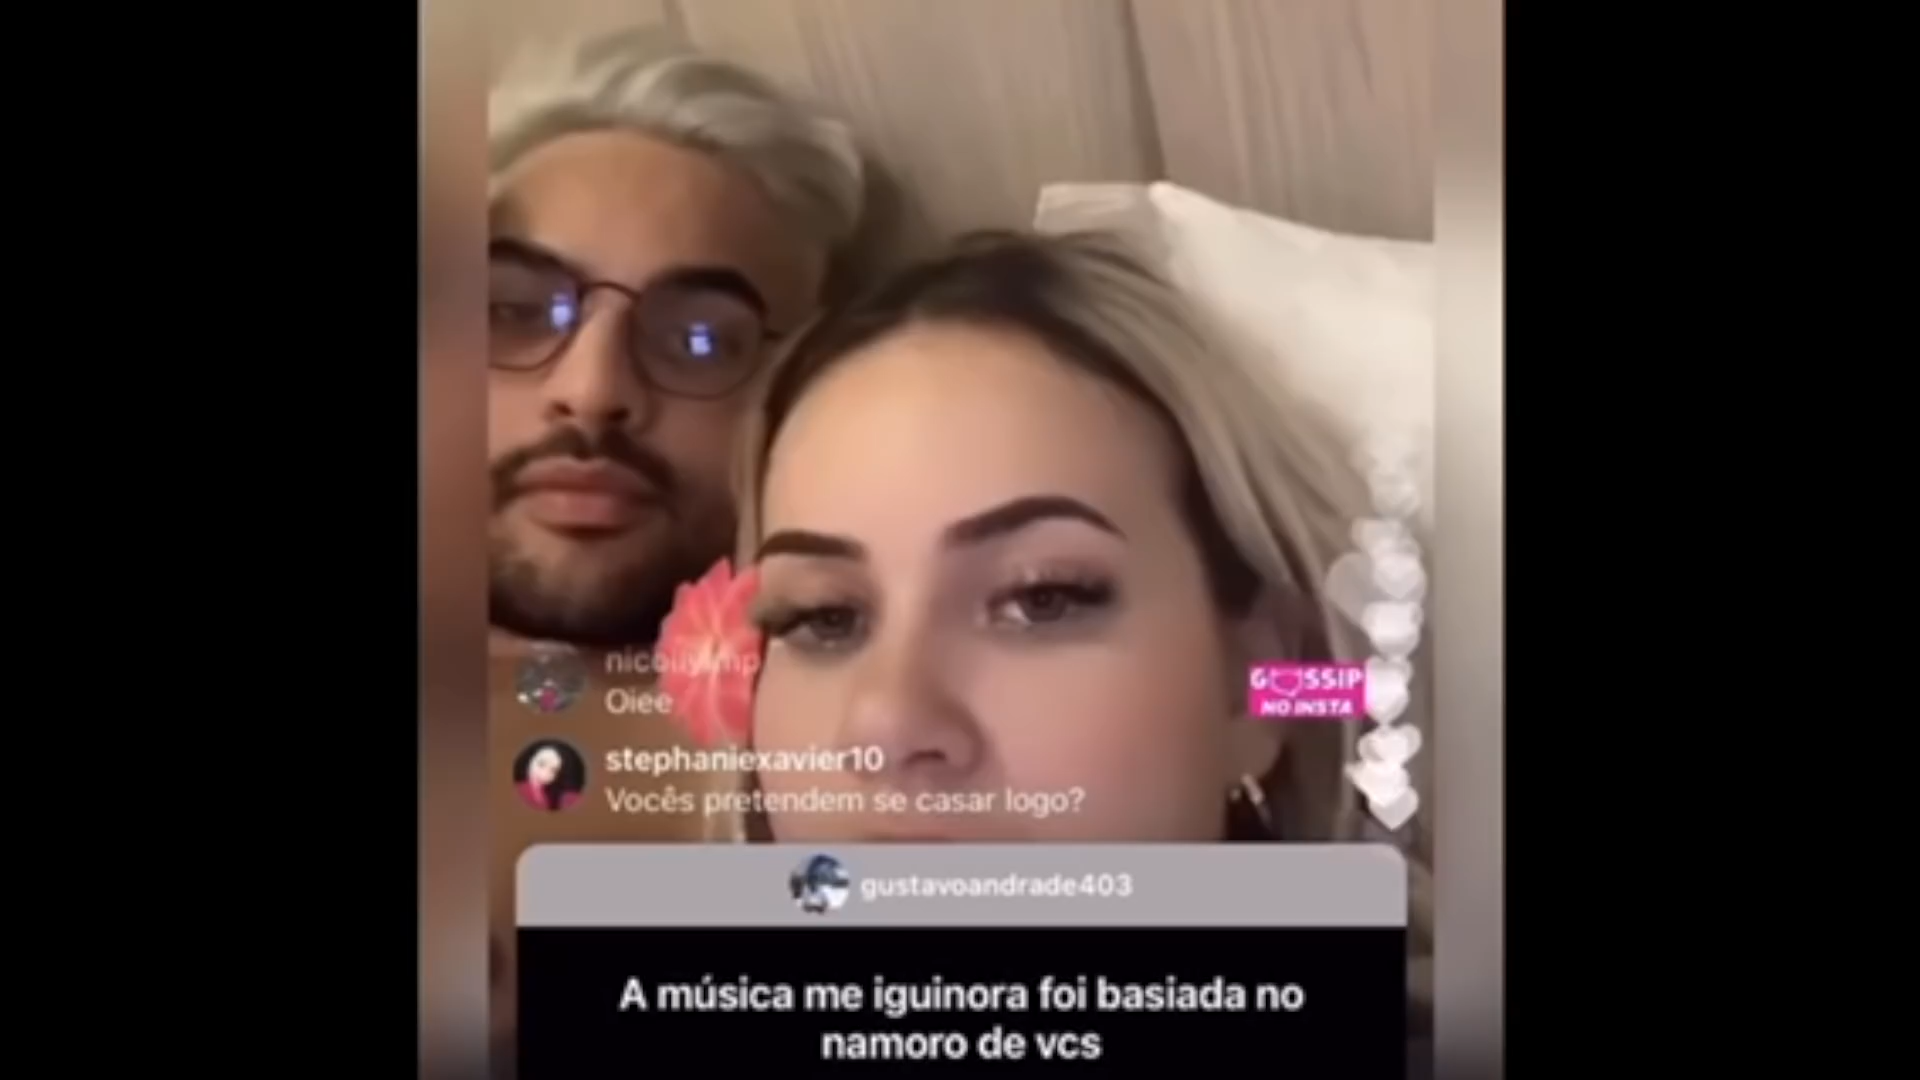 Oiee
GOSSIP
NO INSTA
stephaniexavier10
Vocês pretendem se casar logo?
gustavoandrade403
A música me iguinora foi basiada no
namoro de vcs